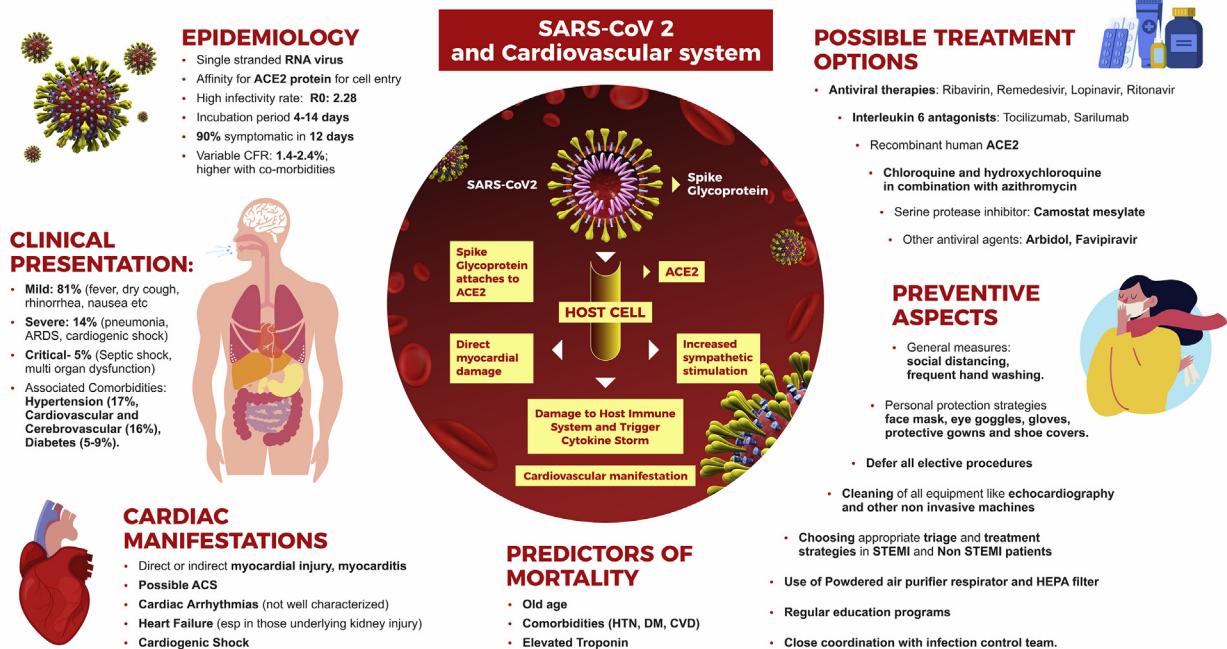 SARS-CoV 2
and Cardiovascular system
EPIDEMIOLOGY
• Single stranded RNA virus
• Affinity for ACE2 protein for cell entry
• High infectivity rate: R0: 2.28
• Incubation period 4-14 days
• 90% symptomatic in 12 days
• Variable CFR: 1.4-2.4%;
higher with co-morbidities
CLINICAL
PRESENTATION:
• Mild: 81% (fever, dry cough,
rhinorrhea, nausea etc
• Severe: 14% (pneumonia,
ARDS, cardiogenic shock)
• Critical- 5% (Septic shock,
multi organ dysfunction)
• Associated Comorbidities:
Hypertension (17%,
Cardiovascular and
Cerebrovascular (16%),
Diabetes (5-9%).
CARDIAC
MANIFESTATIONS
• Direct or indirect myocardial injury, myocarditis
• Possible ACS
• Cardiac Arrhythmias (not well characterized)
• Heart Failure (esp in those underlying kidney injury)
• Cardiogenic Shock
SARS-CoV2
Spike
Glycoprotein
Spike
Glycoprotein
attaches to
ACE2
ACE2
HOST CELL
Direct
myocardial
damage
Increased
sympathetic
stimulation
Damage to Host Immune
System and Trigger
Cytokine Storm
Cardiovascular manifestation
PREDICTORS OF
MORTALITY
• Old age
• Comorbidities (HTN, DM, CVD)
• Elevated Troponin
POSSIBLE TREATMENT
OPTIONS
• Antiviral therapies: Ribavirin, Remedesivir, Lopinavir, Ritonavir
• Interleukin 6 antagonists: Tocilizumab, Sarilumab
• Recombinant human ACE2
• Chloroquine and hydroxychloroquine
in combination with azithromycin
• Serine protease inhibitor: Camostat mesylate
• Other antiviral agents: Arbidol, Favipiravir
PREVENTIVE
ASPECTS
• General measures:
social distancing,
frequent hand washing.
• Personal protection strategies
face mask, eye goggles, gloves,
protective gowns and shoe covers.
• Defer all elective procedures
• Cleaning of all equipment like echocardiography
and other non invasive machines
• Choosing appropriate triage and treatment
strategies in STEMI and Non STEMI patients
• Use of Powdered air purifier respirator and HEPA filter
• Regular education programs
• Close coordination with infection control team.